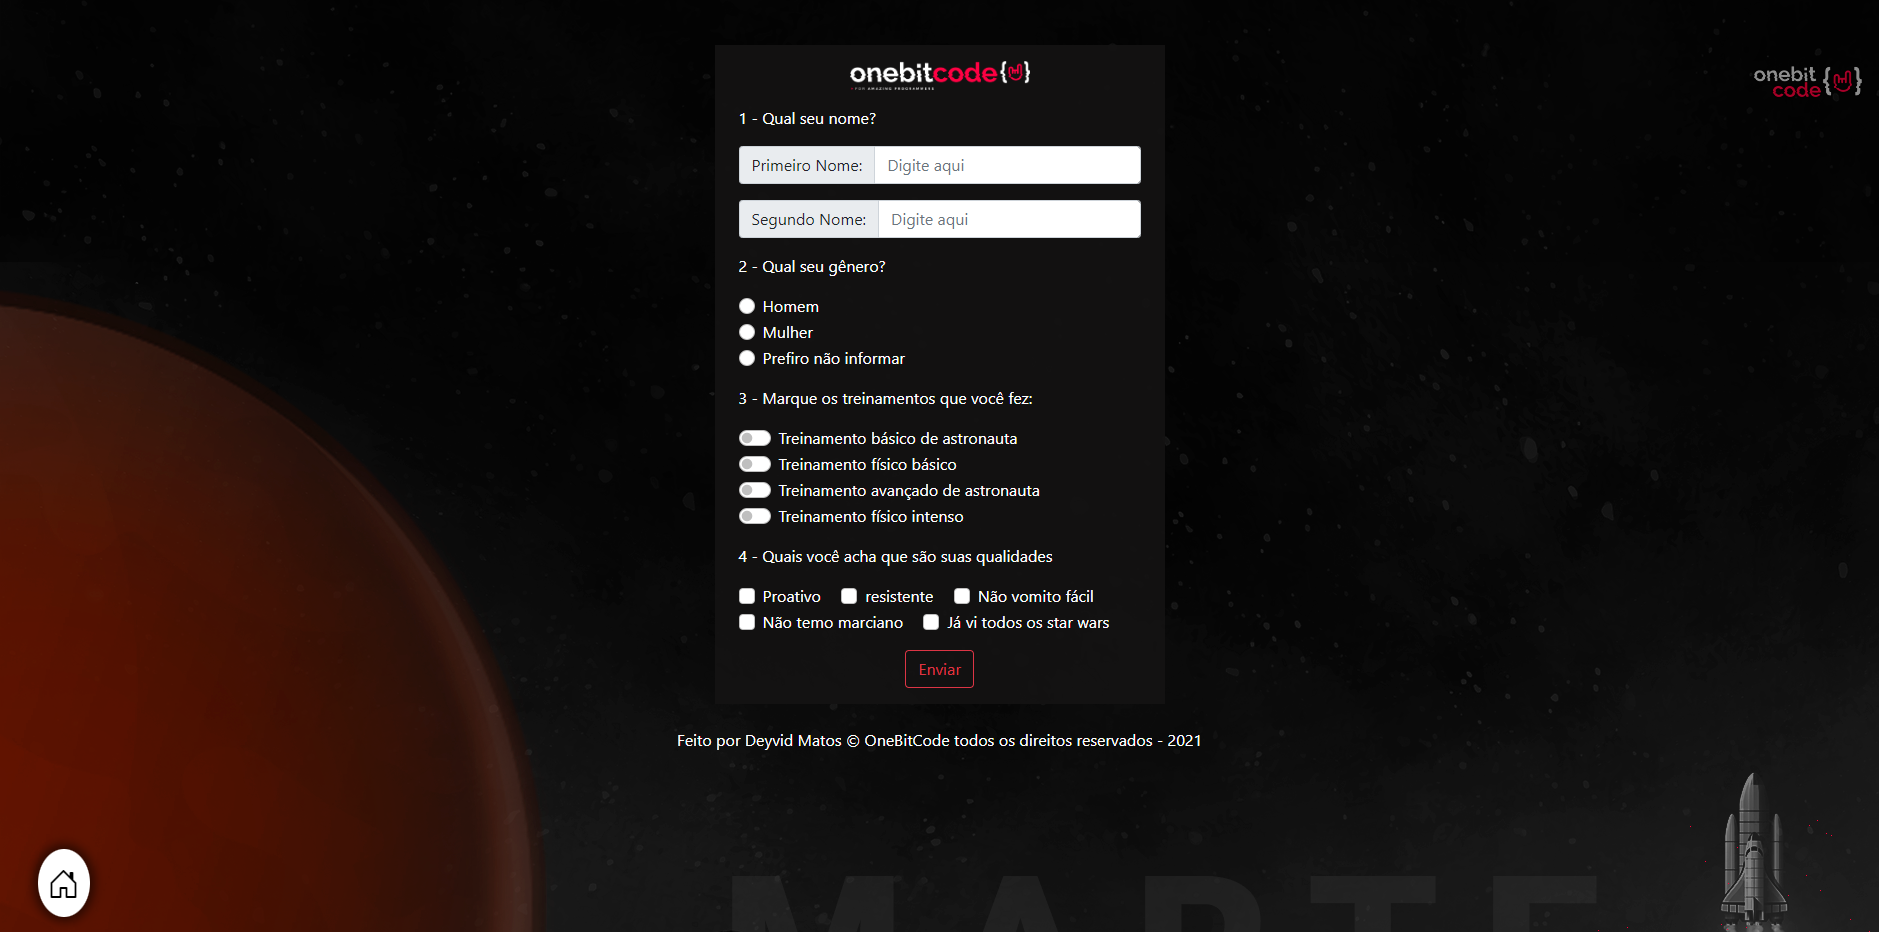 onebitcode{}
FOR AMAZING PROGRAMMERS
onebit
code {}
1 - Qual seu nome?
Primeiro Nome: Digite aqui
Segundo Nome: Digite aqui
2 - Qual seu gênero?
Homem
Mulher
Prefiro não informar
3 - Marque os treinamentos que você fez:
Treinamento básico de astronauta
Treinamento físico básico
Treinamento avançado de astronauta
Treinamento físico intenso
4 - Quais você acha que são suas qualidades
Proativo resistente Não vomito fácil
Não temo marciano Já vi todos os star wars
Enviar
Feito por Deyvid Matos © OneBitCode todos os direitos reservados - 2021
MARTE